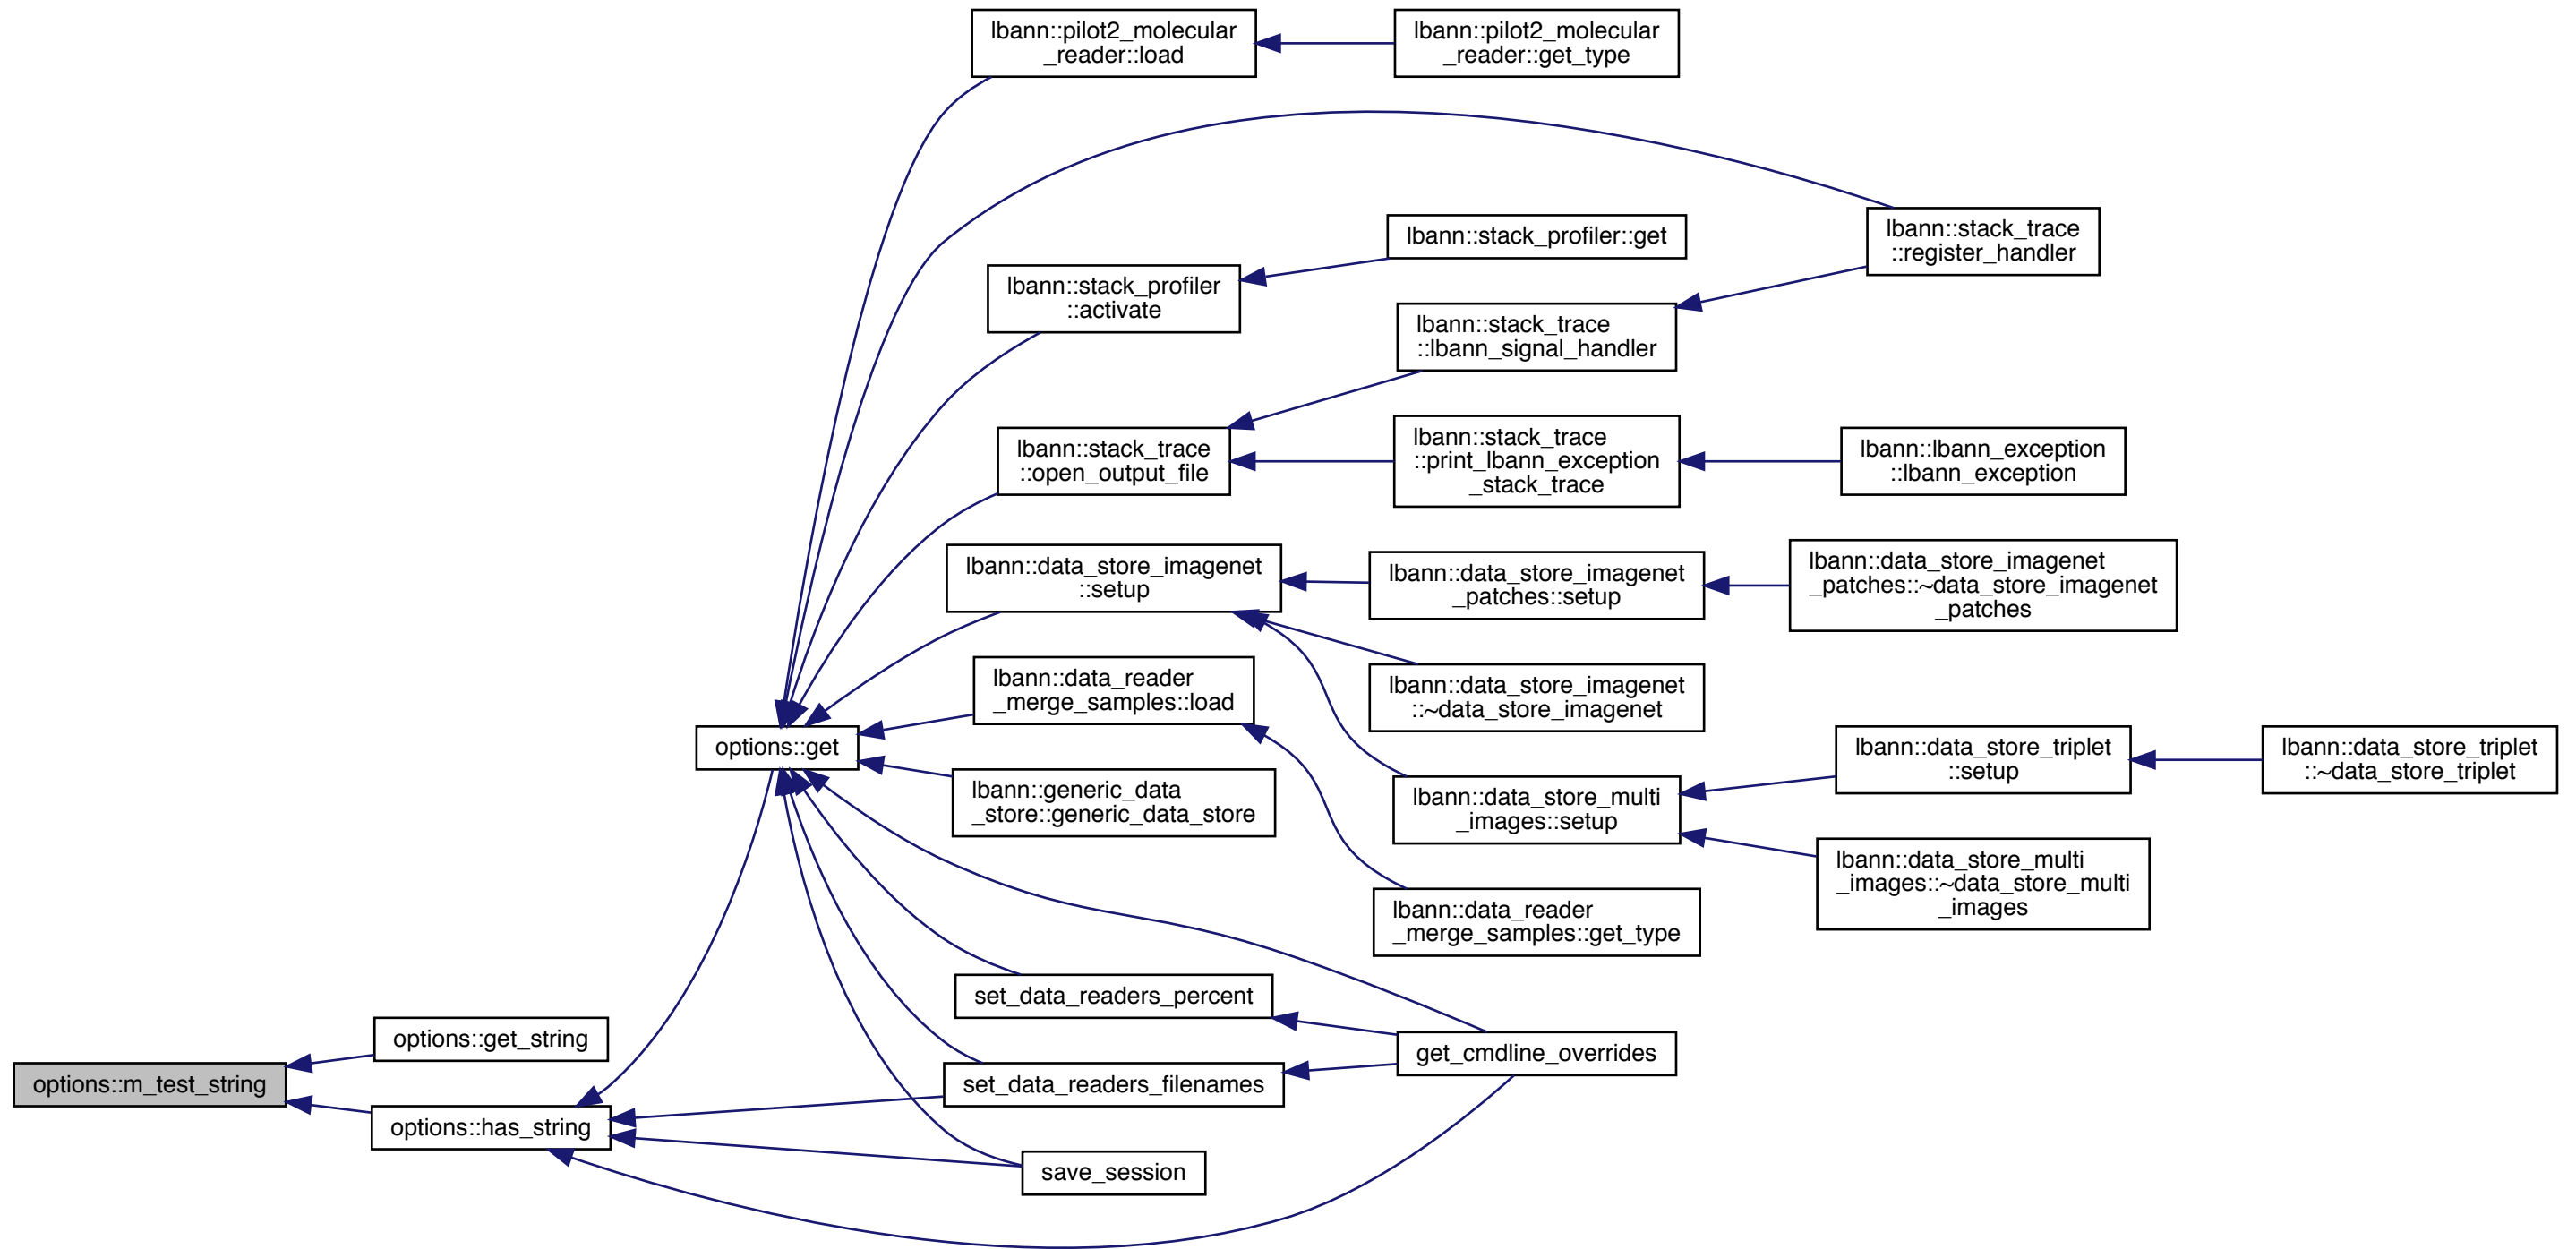 lbann::pilot2_molecular
_reader::load
lbann::pilot2_molecular
_reader::get_type
lbann::stack_trace
::register_handler
lbann::stack_profiler::get
lbann::stack_profiler
::activate
lbann::stack_trace
::lbann_signal_handler
lbann::stack_trace
::open_output_file
lbann::stack_trace
::print_lbann_exception
_stack_trace
lbann::lbann_exception
::lbann_exception
lbann::data_store_imagenet
::setup
lbann::data_store_imagenet
_patches::setup
lbann::data_store_imagenet
_patches::~data_store_imagenet
_patches
lbann::data_store_imagenet
::~data_store_imagenet
lbann::data_reader
_merge_samples::load
options::get
lbann::generic_data
_store::generic_data_store
lbann::data_store_multi
_images::setup
lbann::data_store_triplet
::setup
lbann::data_store_triplet
::~data_store_triplet
lbann::data_store_multi
_images::~data_store_multi
_images
lbann::data_reader
_merge_samples::get_type
set_data_readers_percent
options::get_string
get_cmdline_overrides
options::m_test_string
set_data_readers_filenames
options::has_string
save_session